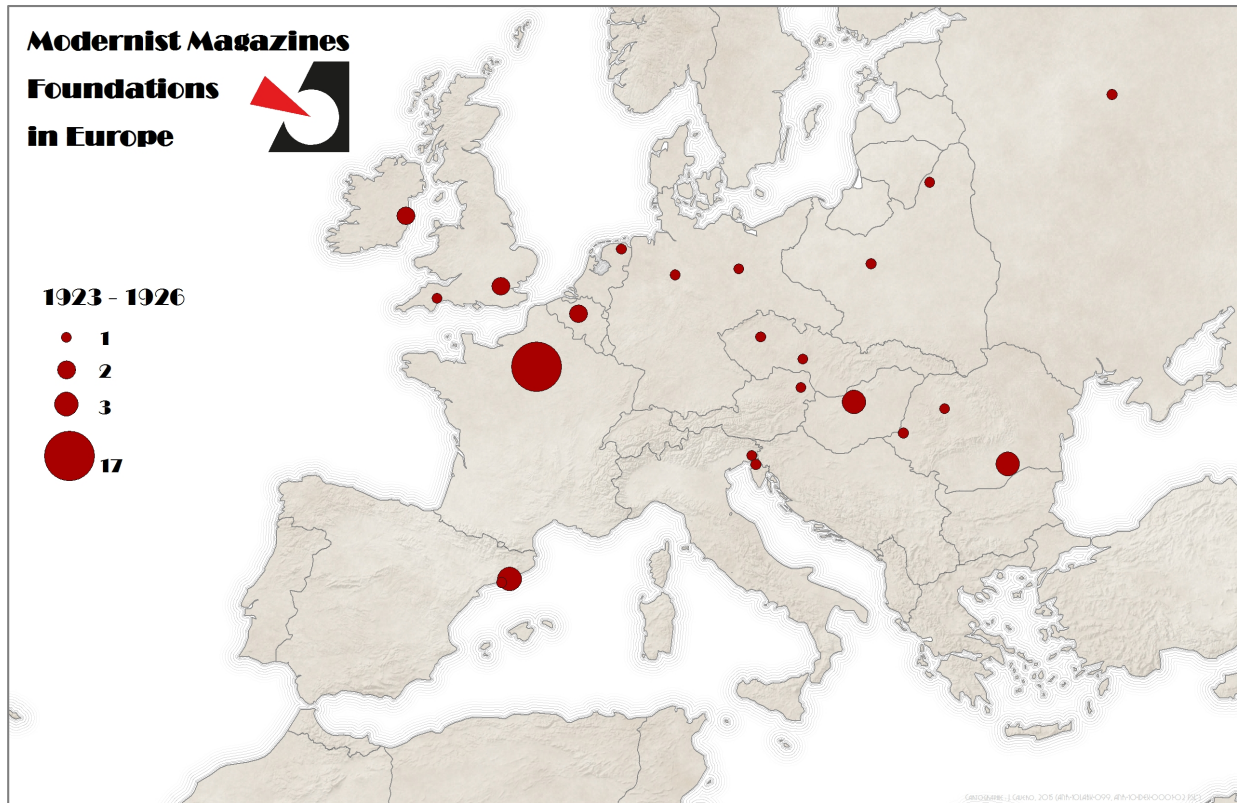 Modernist Magazines
Foundations
in Europe
1923 - 1926
1
2
3
17